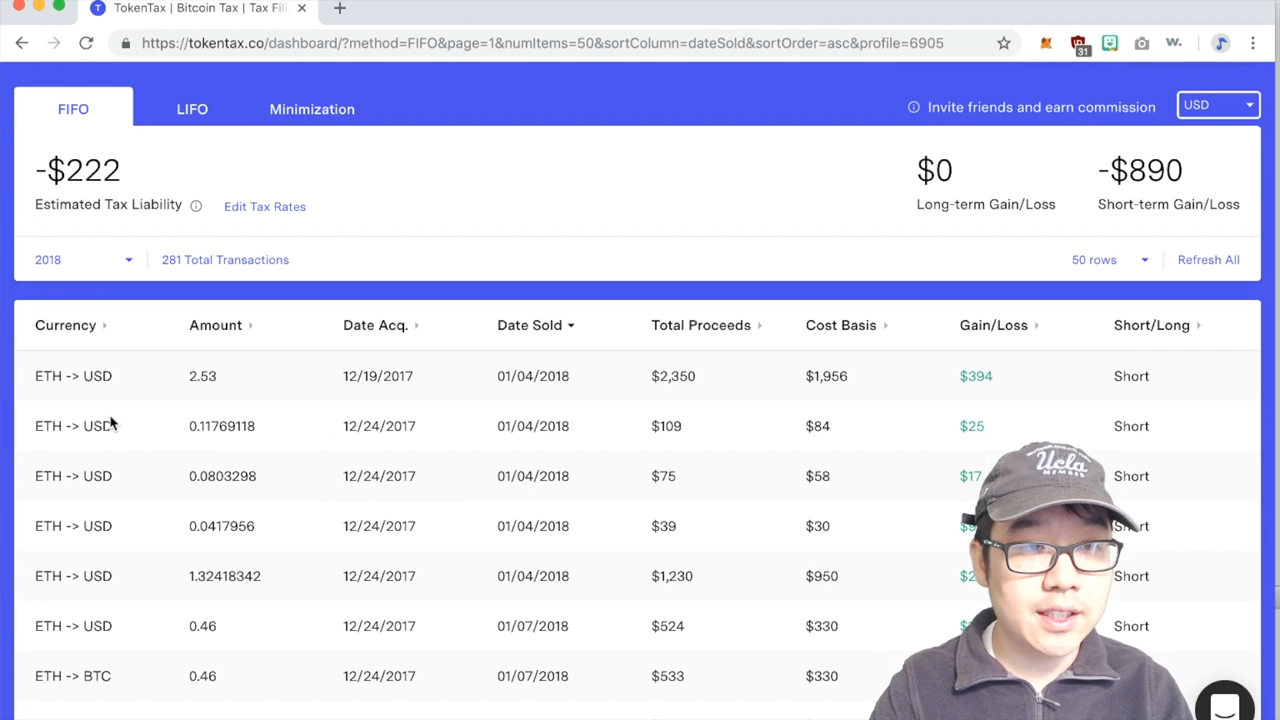 TokenTax | Bitcoin Tax | Tax Fili
https://tokentax.co/dashboard/?method=FIFO&page=1&numItems=50&sortColumn=dateSold&sortOrder=asc&profile=6905
31
w.
FIFO LIFO Minimization Invite friends and earn commission USD
-$222 $0 -$890
Estimated Tax Liability Edit Tax Rates Long-term Gain/Loss Short-term Gain/Loss
2018 281 Total Transactions 50 rows Refresh All
Currency Amount Date Acq. Date Sold Total Proceeds Cost Basis Gain/Loss Short/Long
ETH -> USD 2.53 12/19/2017 01/04/2018 $2,350 $1,956 $394 Short
ETH -> USD 0.11769118 12/24/2017 01/04/2018 $109 $84 $25 Short
ETH -> USD 0.0803298 12/24/2017 01/04/2018 $75 $58 $17 Short
ETH -> USD 0.0417956 12/24/2017 01/04/2018 $39 $30 Short
ETH -> USD 1.32418342 12/24/2017 01/04/2018 $1,230 $950 Short
ETH -> USD 0.46 12/24/2017 01/07/2018 $524 $330 Short
ETH -> BTC 0.46 12/24/2017 01/07/2018 $533 $330
Ucla
MEMBER